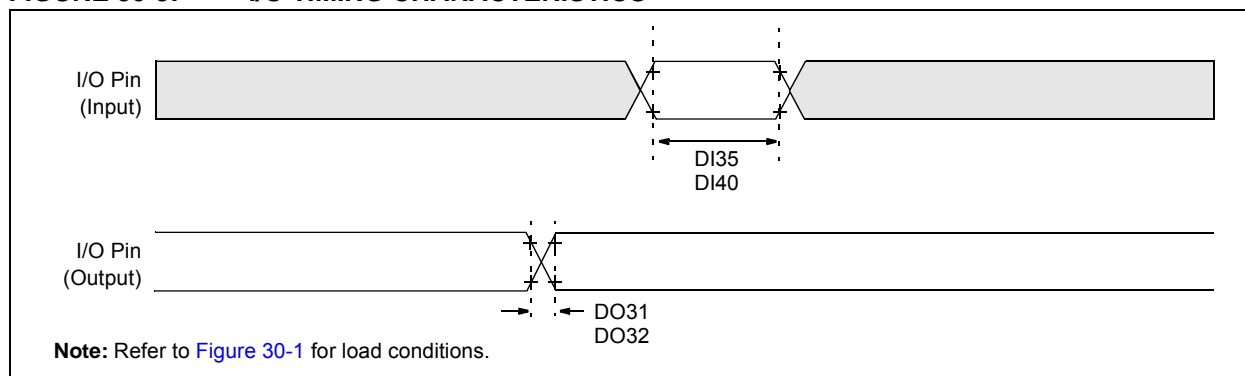 I/O Pin
(Input)
DI35
DI40
I/O Pin
(Output)
DO31
DO32
Note: Refer to Figure 30-1 for load conditions.